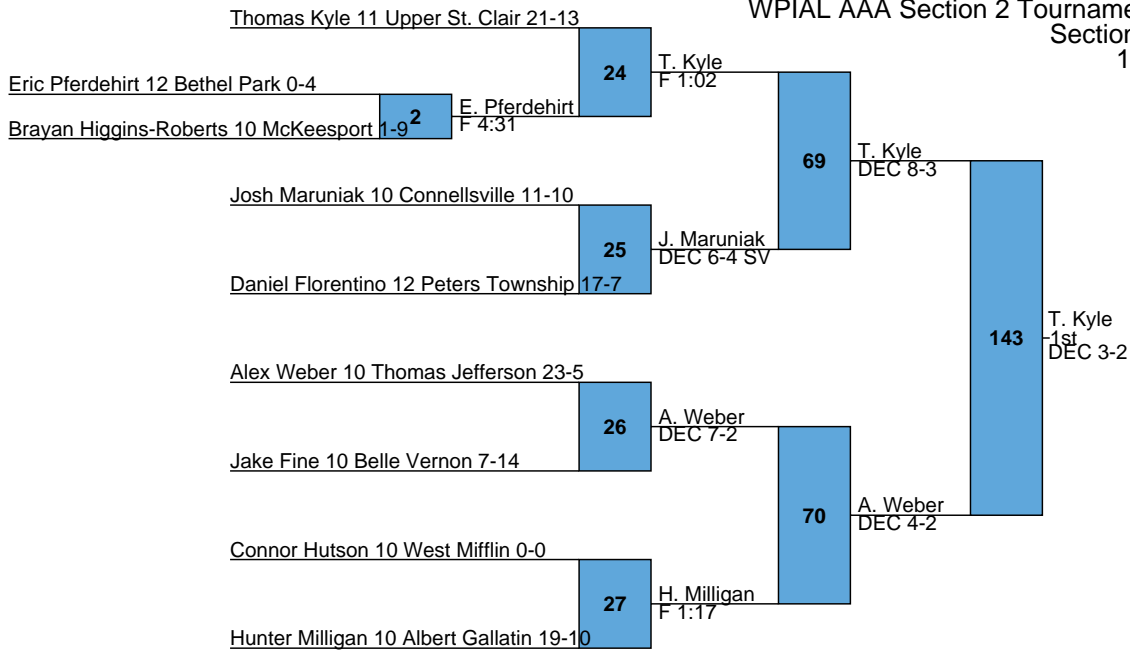 WPIAL AAA Section 2 Tourname
Section
1
Thomas Kyle 11 Upper St. Clair 21-13
24
T. Kyle
F 1:02
Eric Pferdehirt 12 Bethel Park 0-4
2
E. Pferdehirt
F 4:31
Brayan Higgins-Roberts 10 McKeesport 1-9
69
T. Kyle
DEC 8-3
Josh Maruniak 10 Connellsville 11-10
25
J. Maruniak
DEC 6-4 SV
Daniel Florentino 12 Peters Township 17-7
143
T. Kyle
1st
DEC 3-2
Alex Weber 10 Thomas Jefferson 23-5
26
A. Weber
DEC 7-2
Jake Fine 10 Belle Vernon 7-14
70
A. Weber
DEC 4-2
Connor Hutson 10 West Mifflin 0-0
27
H. Milligan
F 1:17
Hunter Milligan 10 Albert Gallatin 19-10